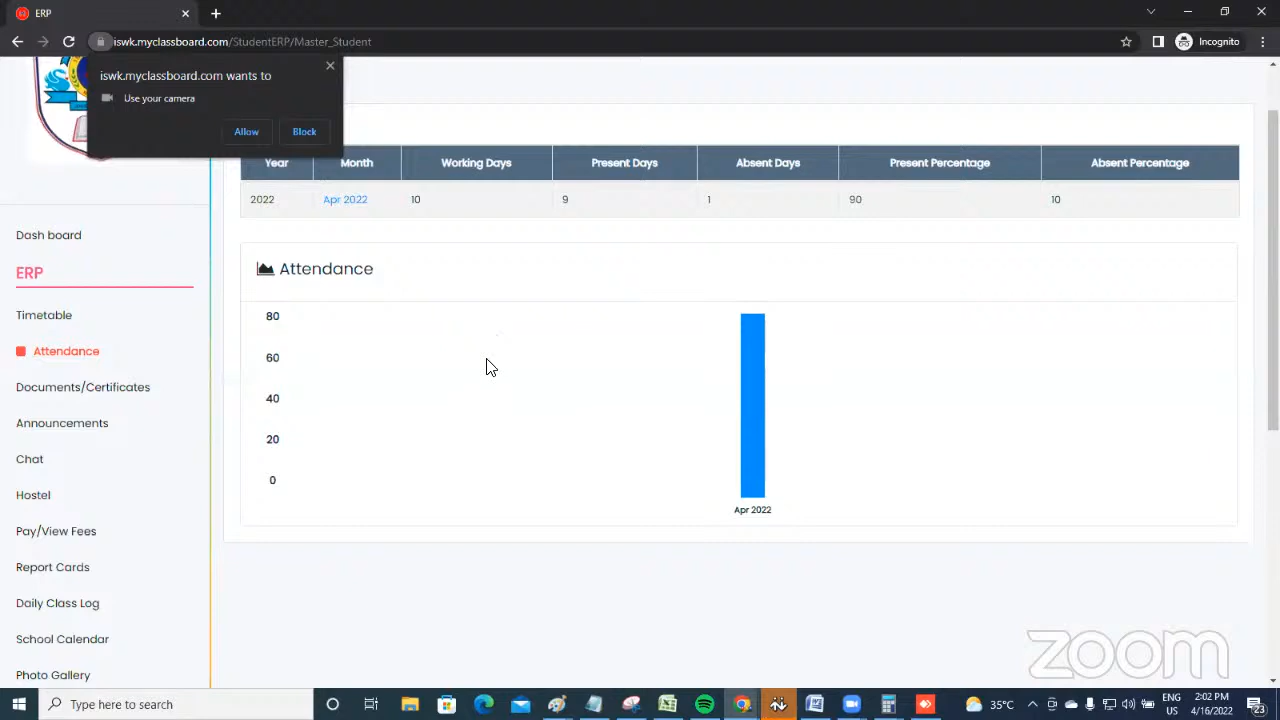 ERP
iswk.myclassboard.com/StudentERP/Master_Student
Incognito
iswk.myclassboard.com wants to
Use your camera
Allow
Block
Year Month Working Days Present Days Absent Days Present Percentage Absent Percentage
2022 Apr 2022 10 9 1 90 10
Dash board
ERP
Timetable
Attendance
Documents/Certificates
Announcements
Chat
Hostel
Pay/View Fees
Report Cards
Daily Class Log
School Calendar
Photo Gallery
Attendance
80
60
40
20
0
Apr 2022
zoom
Type here to search
35°C
ENG
US
2:02 PM
4/16/2022
23